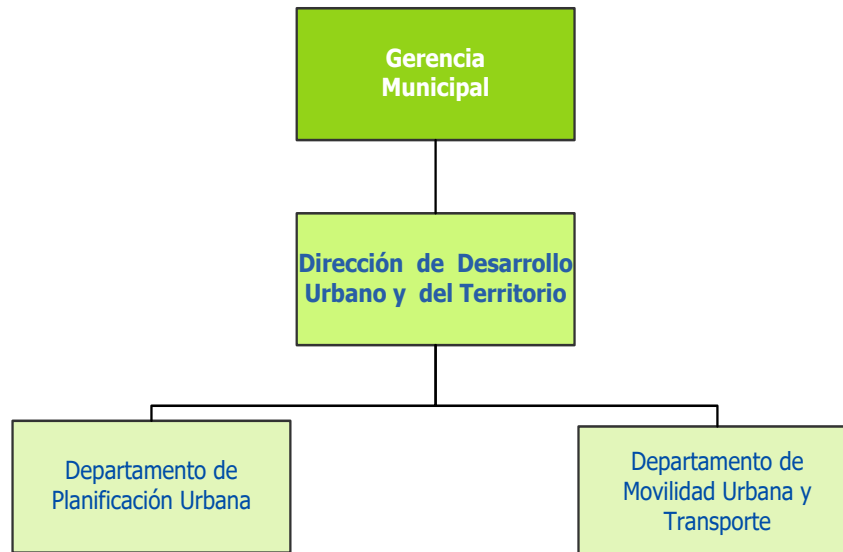 Gerencia
Municipal
Dirección de Desarrollo
Urbano y del Territorio
Departamento de
Planificación Urbana
Departamento de
Movilidad Urbana y
Transporte